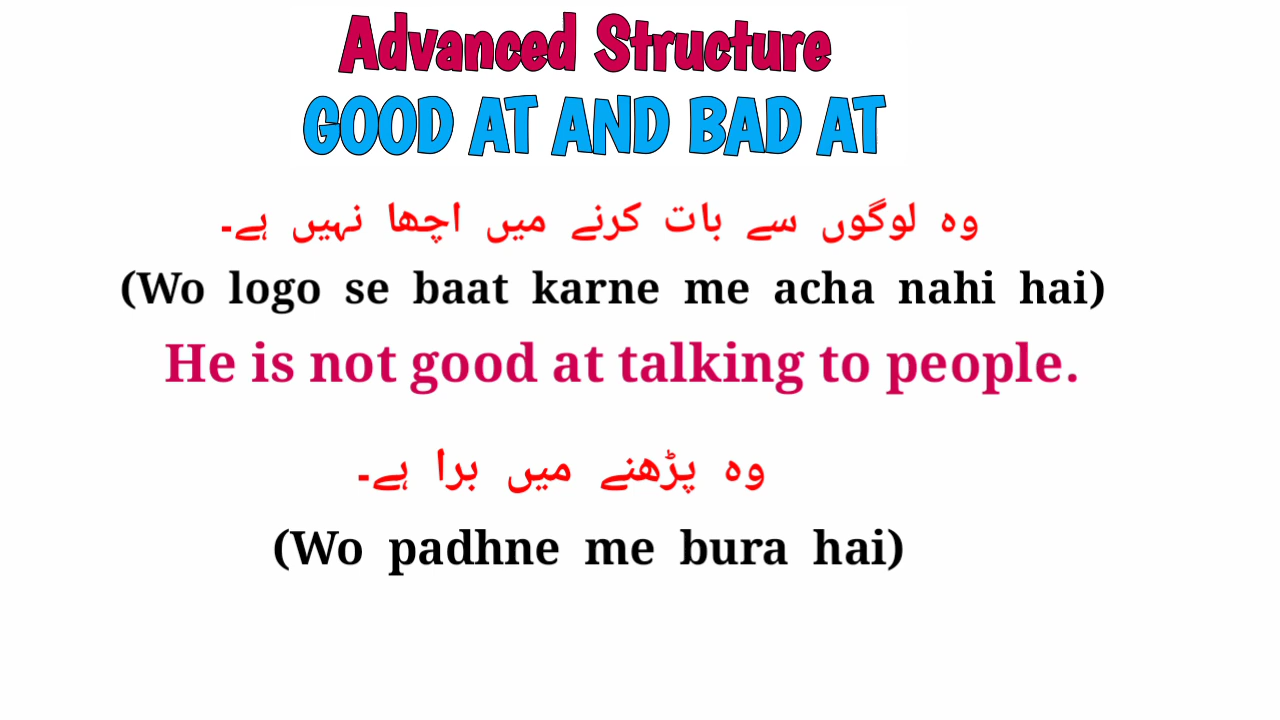 Advanced Structure
GOOD AT AND BAD AT
وہ لوگوں سے بات کرنے میں اچھا نہیں ہے۔
(Wo logo se baat karne me acha nahi hai)
He is not good at talking to people.
وہ پڑھنے میں برا ہے۔
(Wo padhne me bura hai)